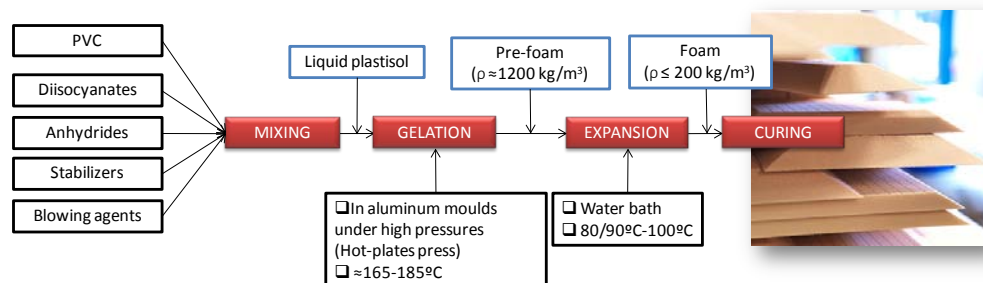 PVC
Diisocyanates
Anhydrides
Stabilizers
Blowing agents
MIXING
Liquid plastisol
GELATION
Pre-foam
(ρ ≈1200 kg/m³)
EXPANSION
Foam
(ρ ≤ 200 kg/m³)
CURING
❑In aluminum moulds
under high pressures
(Hot-plates press)
❑ ≈165-185ºC
❑ Water bath
❑ 80/90ºC-100ºC